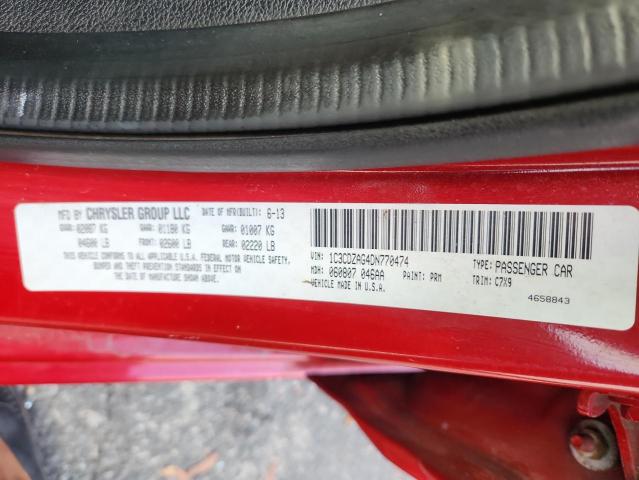 MFD BY CHRYSLER GROUP LLC DATE OF MFR(BUILT): 6-13
GVWR: 02087 KG GAWR: 01180 KG GAWR: 01007 KG
04600 LB FRONT: 02600 LB REAR: 02220 LB
THIS VEHICLE CONFORMS TO ALL APPLICABLE U.S.A. FEDERAL MOTOR VEHICLE SAFETY,
BUMPER AND THEFT PREVENTION STANDARDS IN EFFECT ON THE
DATE OF MANUFACTURE SHOWN ABOVE.
VIN: 1C3CDZAG4DN770474 TYPE: PASSENGER CAR
MDH: 060807 046AA PAINT: PRM TRIM: C7X9
VEHICLE MADE IN U.S.A. 4658843